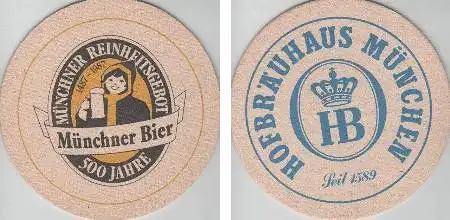 MÜNCHNER REINHEITSGEBOT
1487-1987
Münchner Bier
500 JAHRE
HOFBRÄUHAUS MÜNCHEN
HB
Seit 1589